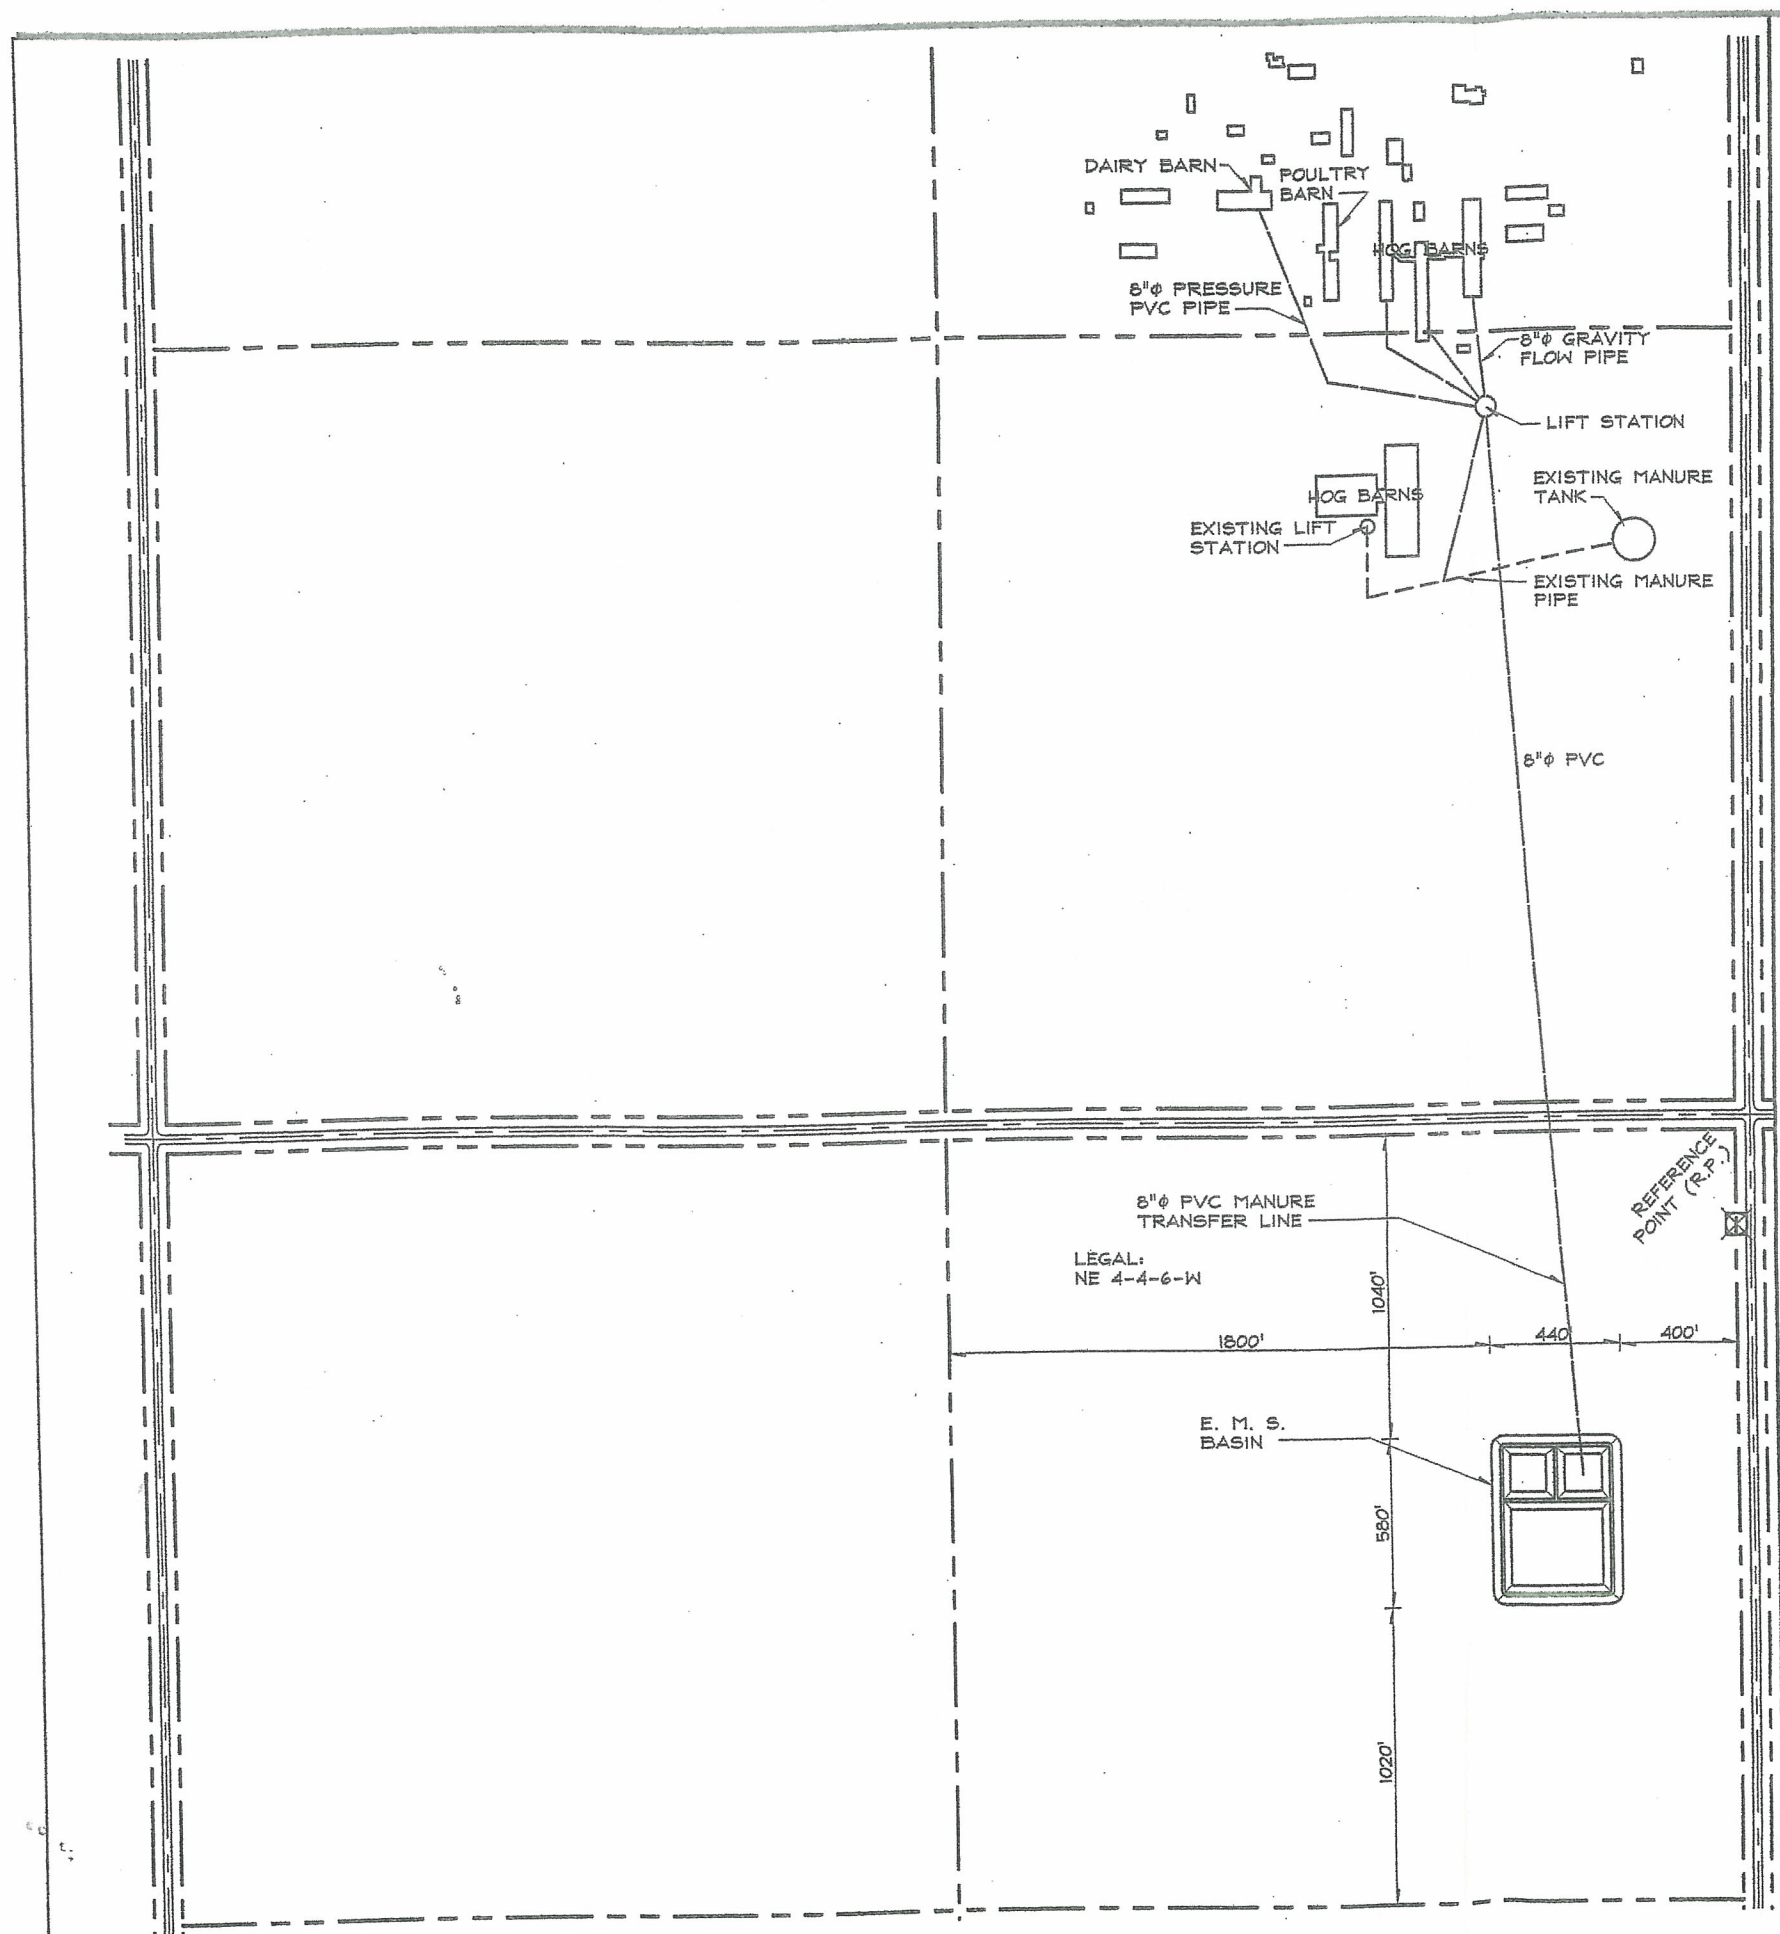 DAIRY BARN
POULTRY
BARN
HOG BARNS
8"ϕ PRESSURE
PVC PIPE
8"ϕ GRAVITY
FLOW PIPE
LIFT STATION
EXISTING MANURE
TANK
HOG BARNS
EXISTING LIFT
STATION
EXISTING MANURE
PIPE
8"ϕ PVC
REFERENCE
POINT (R.P.)
8"ϕ PVC MANURE
TRANSFER LINE
LEGAL:
NE 4-4-6-W
1040'
1800'
440'
400'
E. M. S.
BASIN
580'
1020'